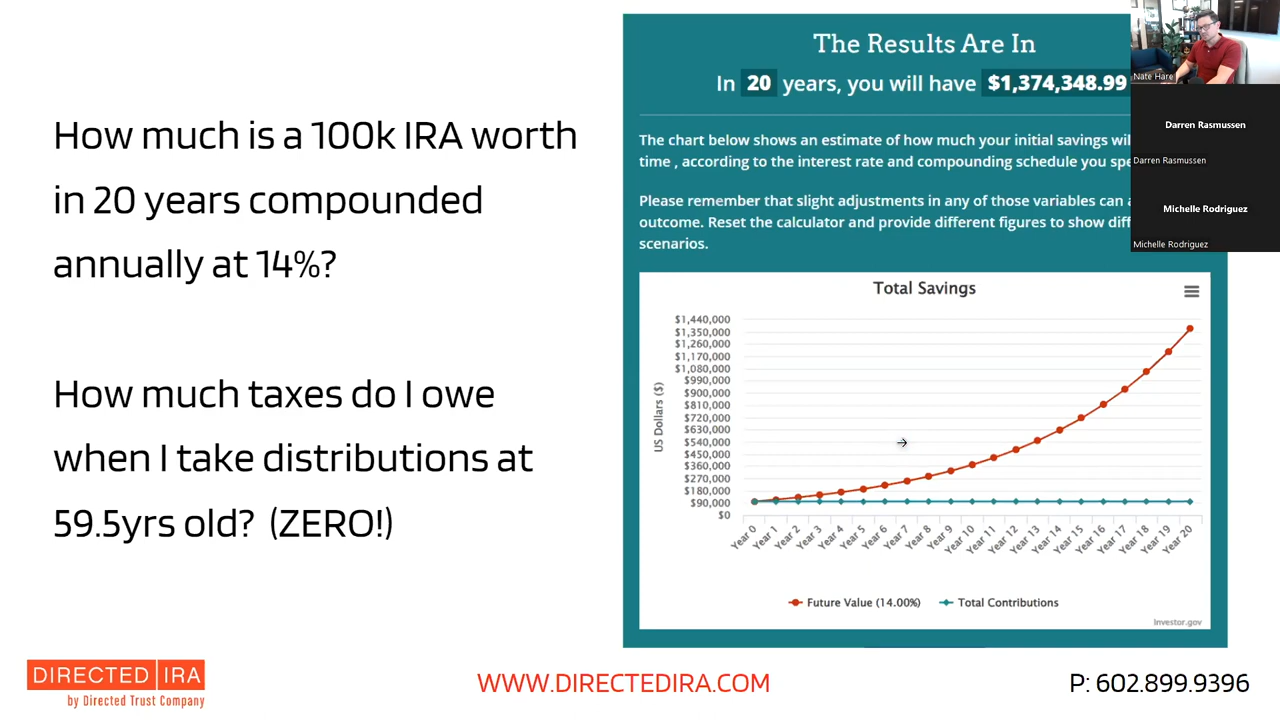 How much is a 100k IRA worth
in 20 years compounded
annually at 14%?
How much taxes do I owe
when I take distributions at
59.5yrs old? (ZERO!)
The Results Are In
In 20 years, you will have $1,374,348.99
The chart below shows an estimate of how much your initial savings wil
time , according to the interest rate and compounding schedule you spe
Please remember that slight adjustments in any of those variables can a
outcome. Reset the calculator and provide different figures to show diff
scenarios.
Total Savings
US Dollars ($)
$1,440,000
$1,350,000
$1,260,000
$1,170,000
$1,080,000
$990,000
$900,000
$810,000
$720,000
$630,000
$540,000
$450,000
$360,000
$270,000
$180,000
$90,000
$0
Year 0
Year 1
Year 2
Year 3
Year 4
Year 5
Year 6
Year 7
Year 8
Year 9
Year 10
Year 11
Year 12
Year 13
Year 14
Year 15
Year 16
Year 17
Year 18
Year 19
Year 20
Future Value (14.00%)
Total Contributions
Investor.gov
Nate Hare
Darren Rasmussen
Darren Rasmussen
Michelle Rodriguez
Michelle Rodriguez
DIRECTED IRA
by Directed Trust Company
WWW.DIRECTEDIRA.COM
P: 602.899.9396